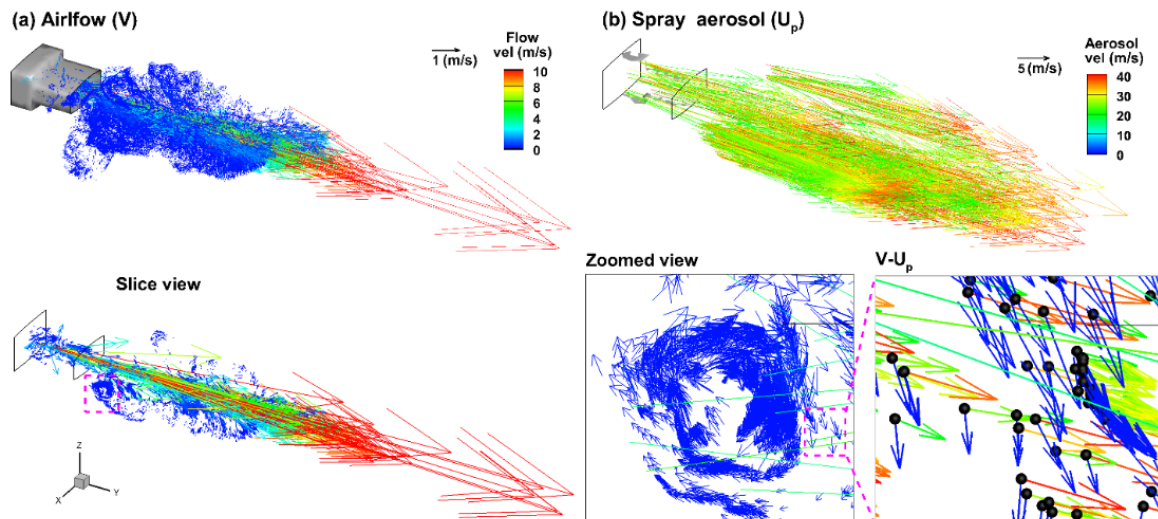 (a) Airlfow (V)
1 (m/s)
Flow
vel (m/s)
10
8
6
4
2
0
(b) Spray aerosol (Up)
5 (m/s)
Aerosol
vel (m/s)
40
30
20
10
0
Slice view
Z
Y
X
Zoomed view
V-Up